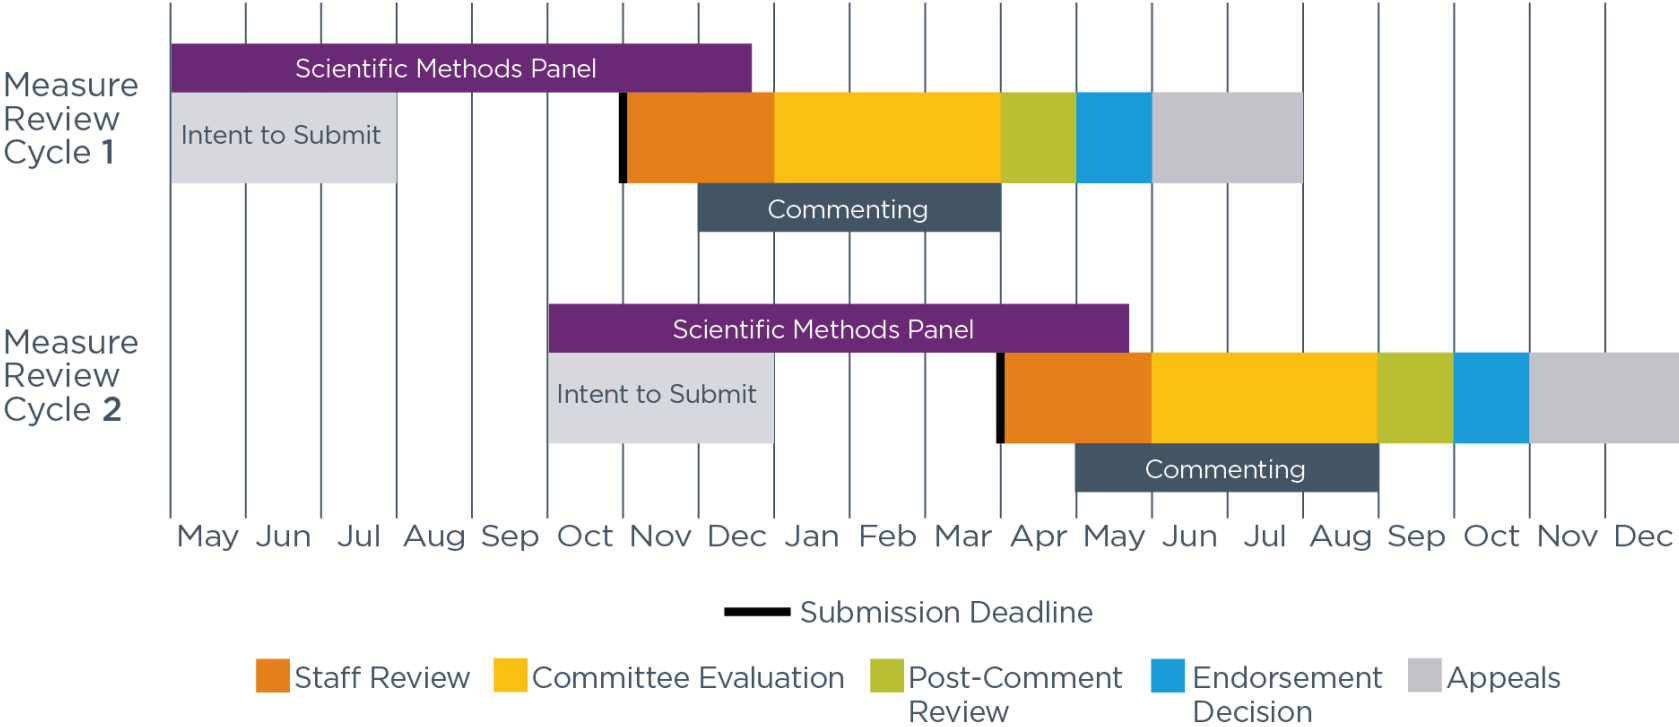 Scientific Methods Panel
Measure
Review
Cycle 1
Intent to Submit
Commenting
Scientific Methods Panel
Measure
Review
Cycle 2
Intent to Submit
Commenting
May Jun Jul Aug Sep Oct Nov Dec Jan Feb Mar Apr May Jun Jul Aug Sep Oct Nov Dec
Submission Deadline
Staff Review Committee Evaluation Post-Comment Endorsement Appeals
Review Decision